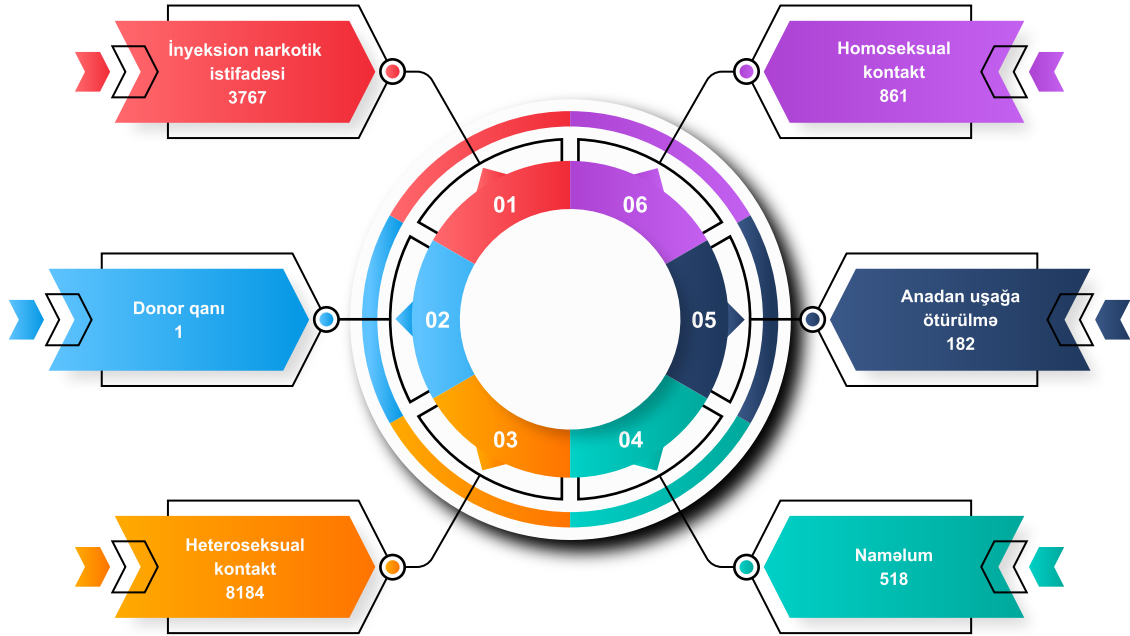 İnyeksion narkotik
istifadəsi
3767
Homoseksual
kontakt
861
01
06
Donor qanı
1
02
05
Anadan uşağa
ötürülmə
182
03
04
Heteroseksual
kontakt
8184
Naməlum
518